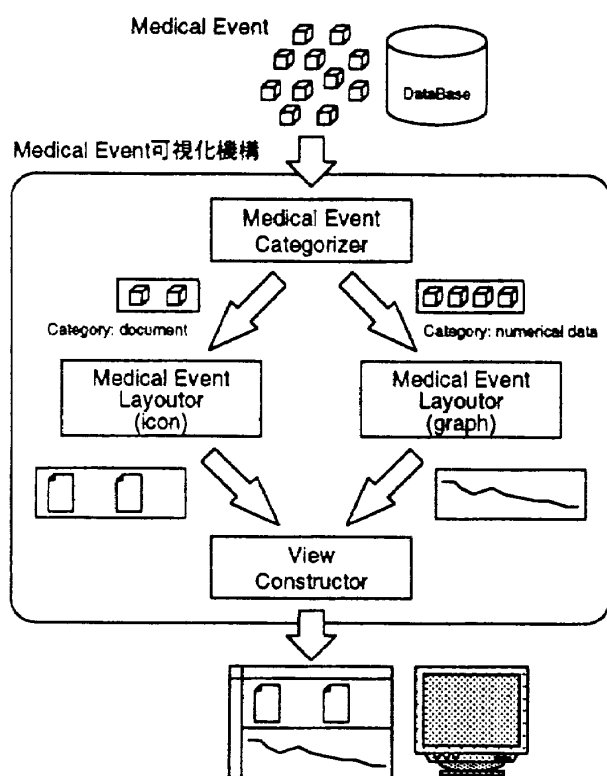 Medical Event
DataBase
Medical Event可視化機構
Medical Event
Categorizer
Category: document
Category: numerical data
Medical Event
Layoutor
(icon)
Medical Event
Layoutor
(graph)
View
Constructor